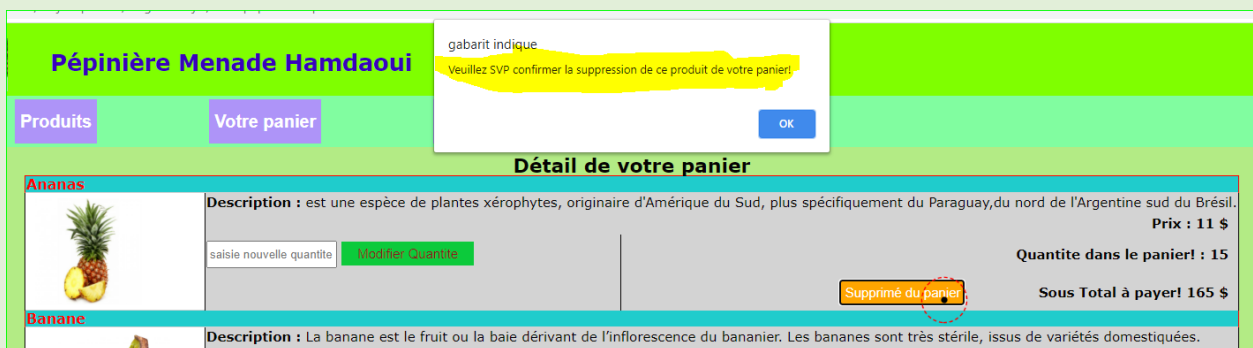 gabarit indique
Veuillez SVP confirmer la suppression de ce produit de votre panier!
OK
Pépinière Menade Hamdaoui
Produits
Votre panier
Détail de votre panier
Ananas
Description : est une espèce de plantes xérophytes, originaire d'Amérique du Sud, plus spécifiquement du Paraguay,du nord de l'Argentine sud du Brésil.
Prix : 11 $
saisie nouvelle quantite
Modifier Quantite
Quantite dans le panier! : 15
Supprimé du panier
Sous Total à payer! 165 $
Banane
Description : La banane est le fruit ou la baie dérivant de l'inflorescence du bananier. Les bananes sont très stérile, issus de variétés domestiquées.